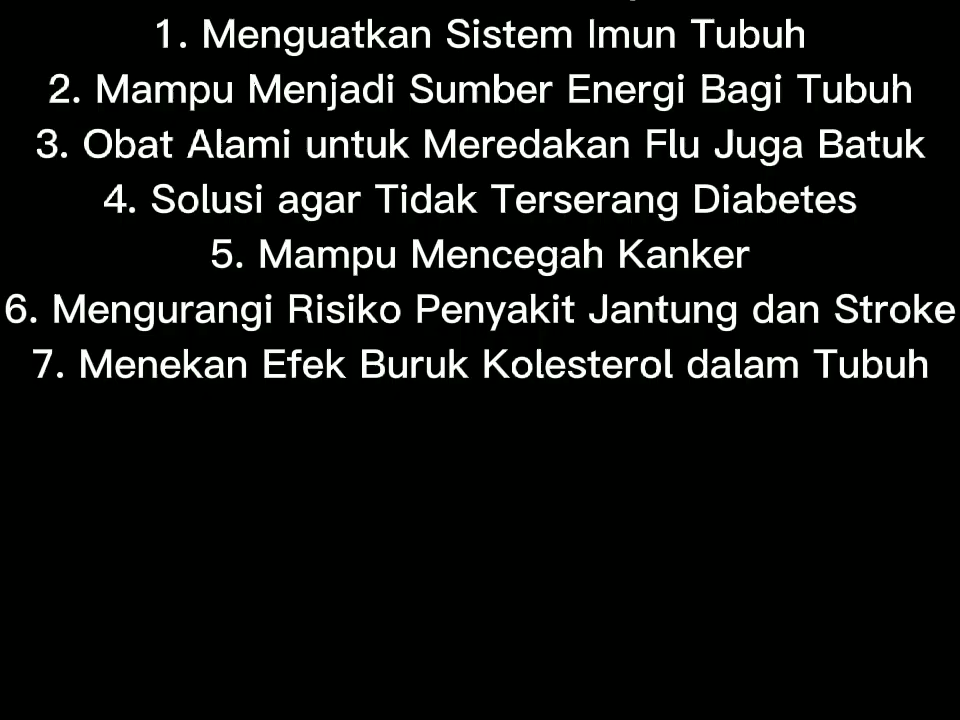 1. Menguatkan Sistem Imun Tubuh
2. Mampu Menjadi Sumber Energi Bagi Tubuh
3. Obat Alami untuk Meredakan Flu Juga Batuk
4. Solusi agar Tidak Terserang Diabetes
5. Mampu Mencegah Kanker
6. Mengurangi Risiko Penyakit Jantung dan Stroke
7. Menekan Efek Buruk Kolesterol dalam Tubuh